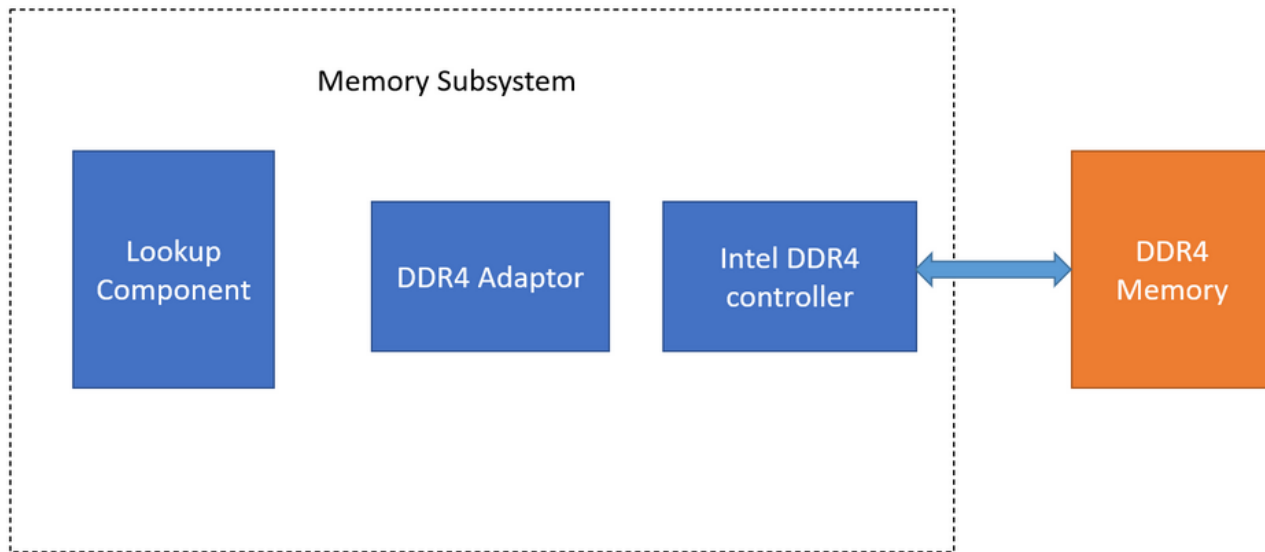 Memory Subsystem
Lookup
Component
DDR4 Adaptor
Intel DDR4
controller
DDR4
Memory